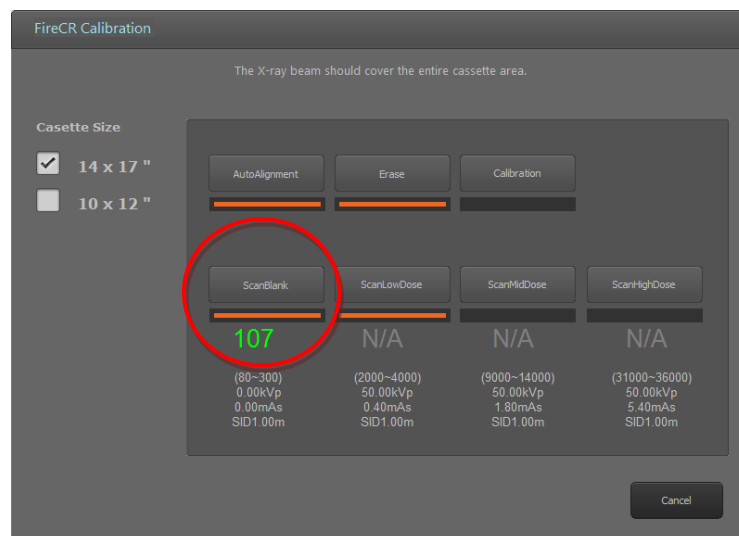 FireCR Calibration
The X-ray beam should cover the entire cassette area.
Casette Size
14 x 17 "
10 x 12 "
AutoAlignment Erase Calibration
ScanBlank ScanLowDose ScanMidDose ScanHighDose
107 N/A N/A N/A
(80~300) (2000~4000) (9000~14000) (31000~36000)
0.00kVp 50.00kVp 50.00kVp 50.00kVp
0.00mAs 0.40mAs 1.80mAs 5.40mAs
SID1.00m SID1.00m SID1.00m SID1.00m
Cancel